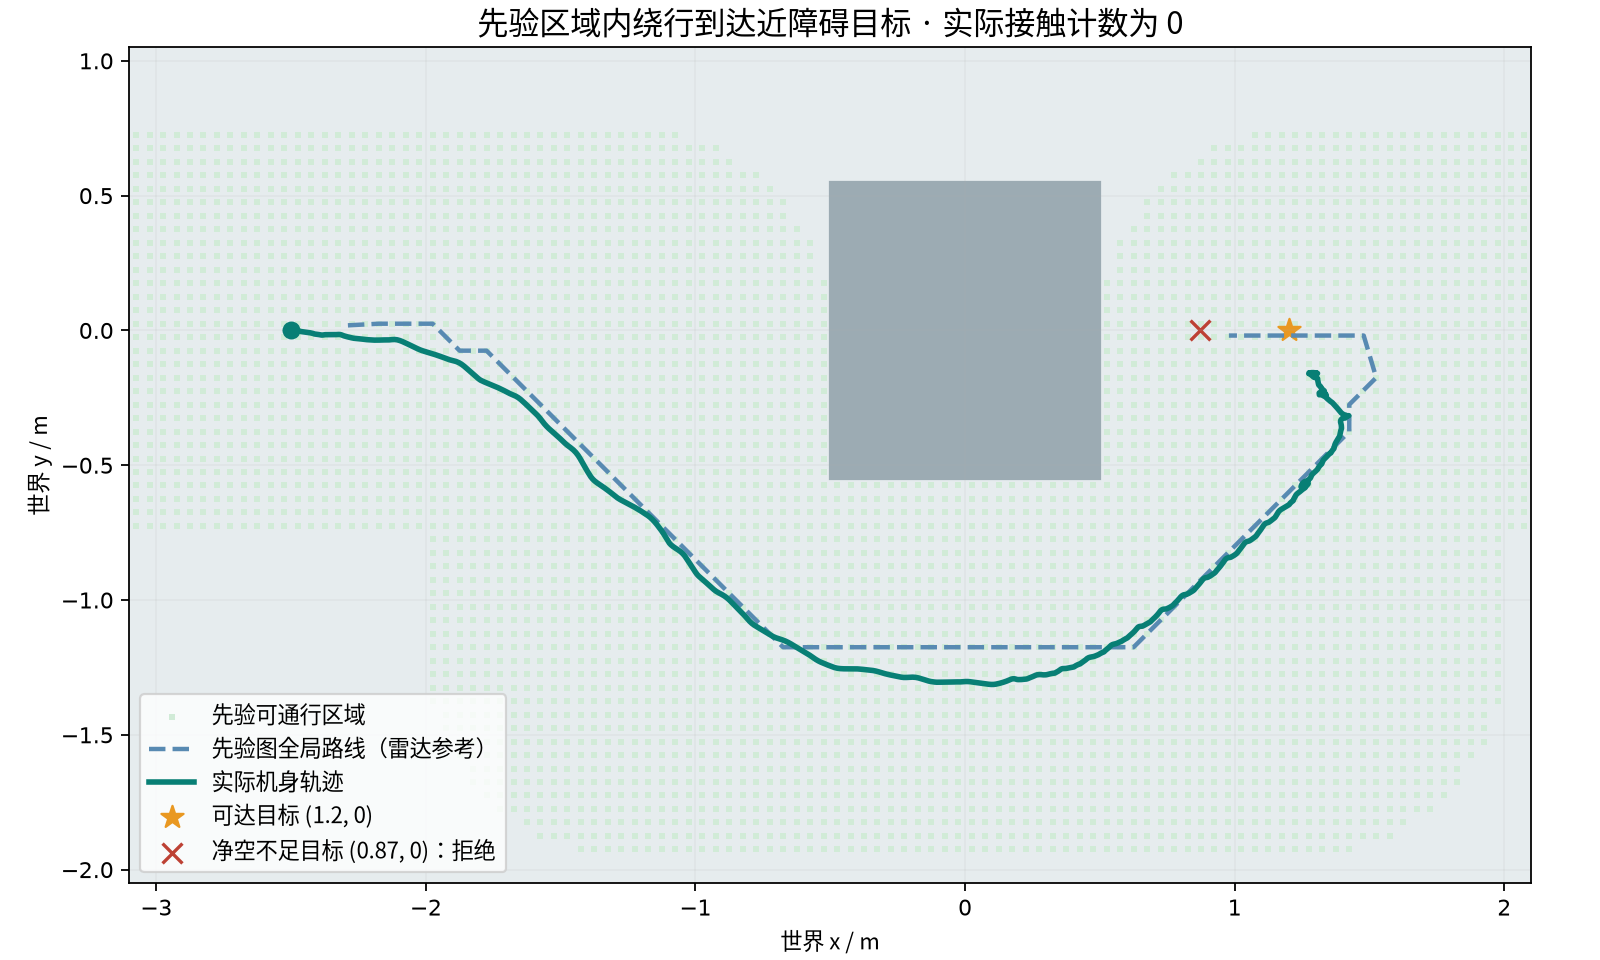 先验区域内绕行到达近障碍目标 · 实际接触计数为 0
1.0
0.5
0.0
−0.5
−1.0
−1.5
−2.0
世界 y / m
先验可通行区域
先验图全局路线（雷达参考）
实际机身轨迹
可达目标 (1.2, 0)
净空不足目标 (0.87, 0)：拒绝
−3
−2
−1
0
1
2
世界 x / m